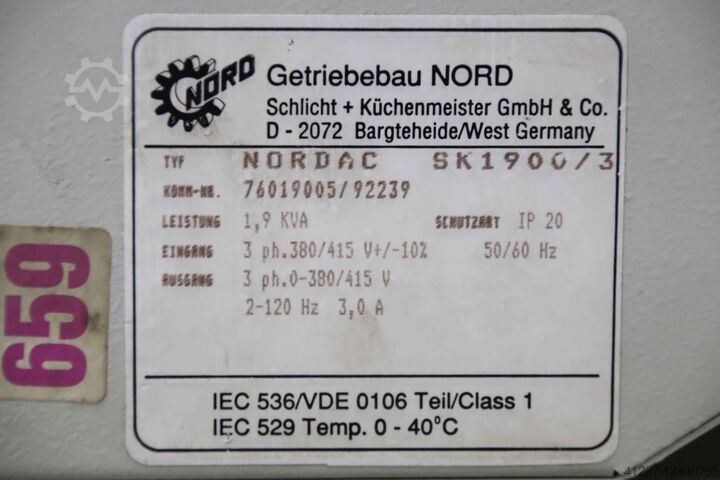 NORD
Getriebebau NORD
Schlicht + Küchenmeister GmbH & Co.
D - 2072 Bargteheide/West Germany
TYP NORDAC SK1900/3
KOMM-NR. 76019005/92239
LEISTUNG 1,9 KVA SCHUTZART IP 20
EINGANG 3 ph.380/415 V+/-10% 50/60 Hz
AUSGANG 3 ph.0-380/415 V
2-120 Hz 3,0 A
IEC 536/VDE 0106 Teil/Class 1
IEC 529 Temp. 0 - 40°C
659